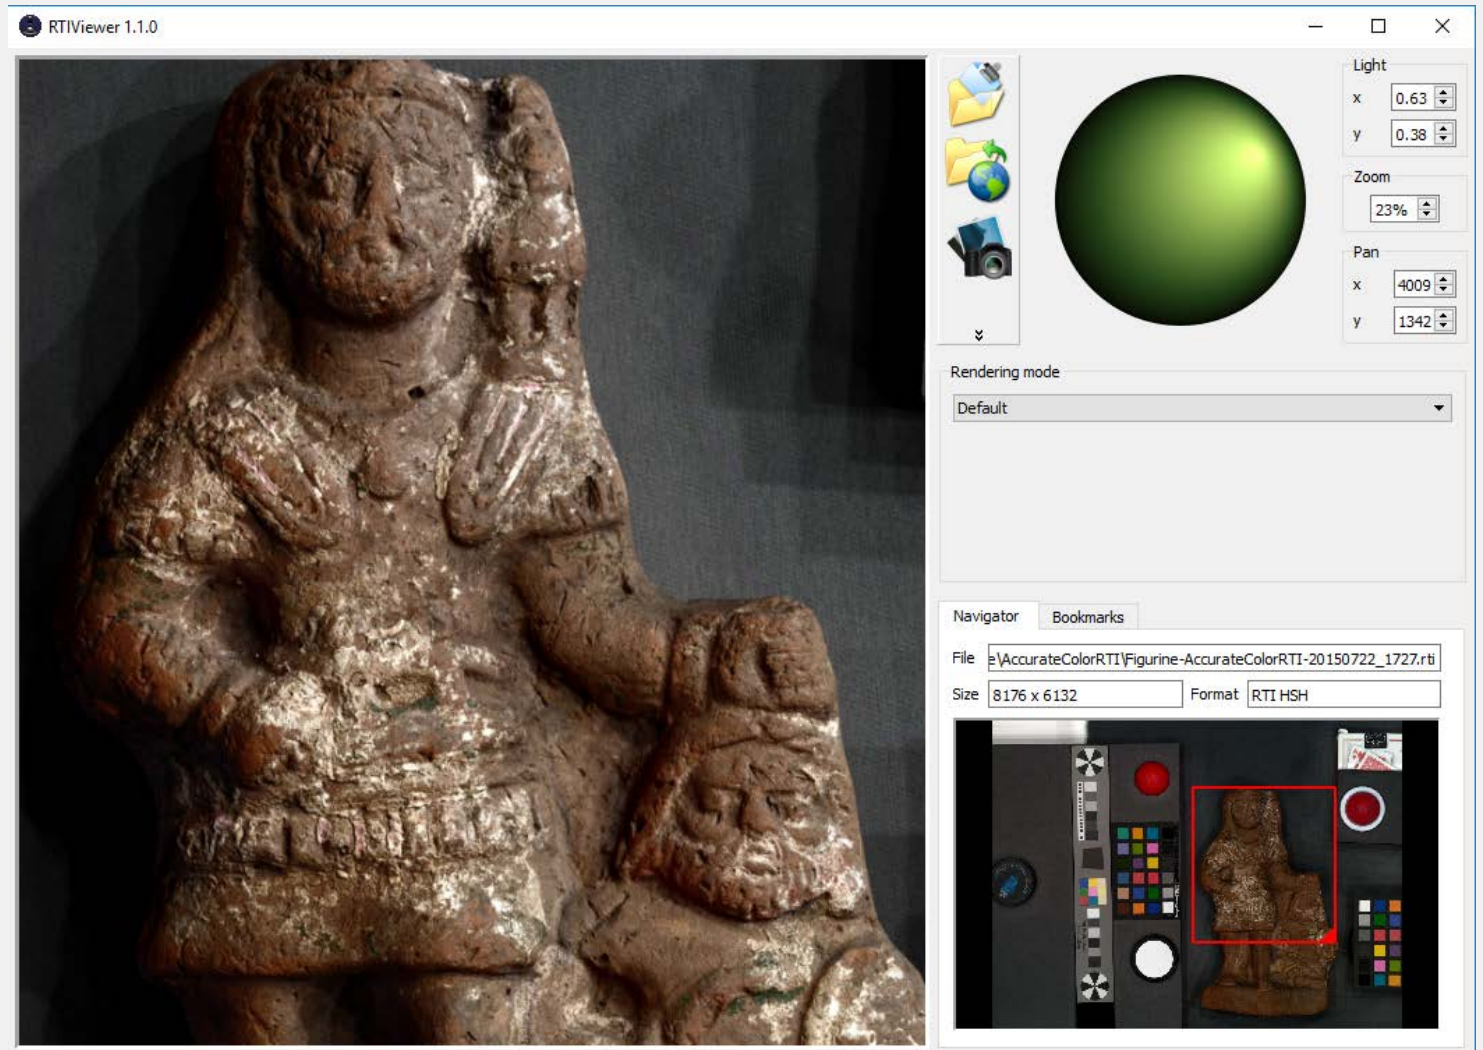 RTIViewer 1.1.0
Light
x 0.63
y 0.38
Zoom
23%
Pan
x 4009
y 1342
Rendering mode
Default
Navigator Bookmarks
File e\AccurateColorRTI\Figurine-AccurateColorRTI-20150722_1727.rti
Size 8176 x 6132 Format RTI HSH